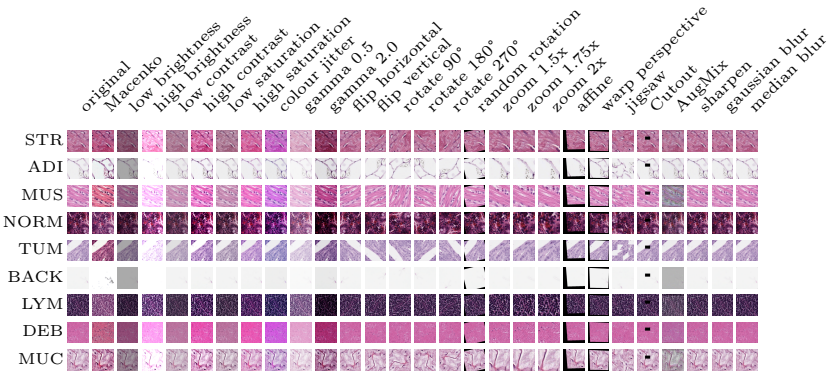 original
Macenko
low brightness
high brightness
low contrast
high contrast
low saturation
high saturation
colour jitter
gamma 0.5
gamma 2.0
flip horizontal
flip vertical
rotate 90°
rotate 180°
rotate 270°
random rotation
zoom 1.5x
zoom 1.75x
zoom 2x
affine
warp perspective
jigsaw
Cutout
AugMix
sharpen
gaussian blur
median blur
STR
ADI
MUS
NORM
TUM
BACK
LYM
DEB
MUC